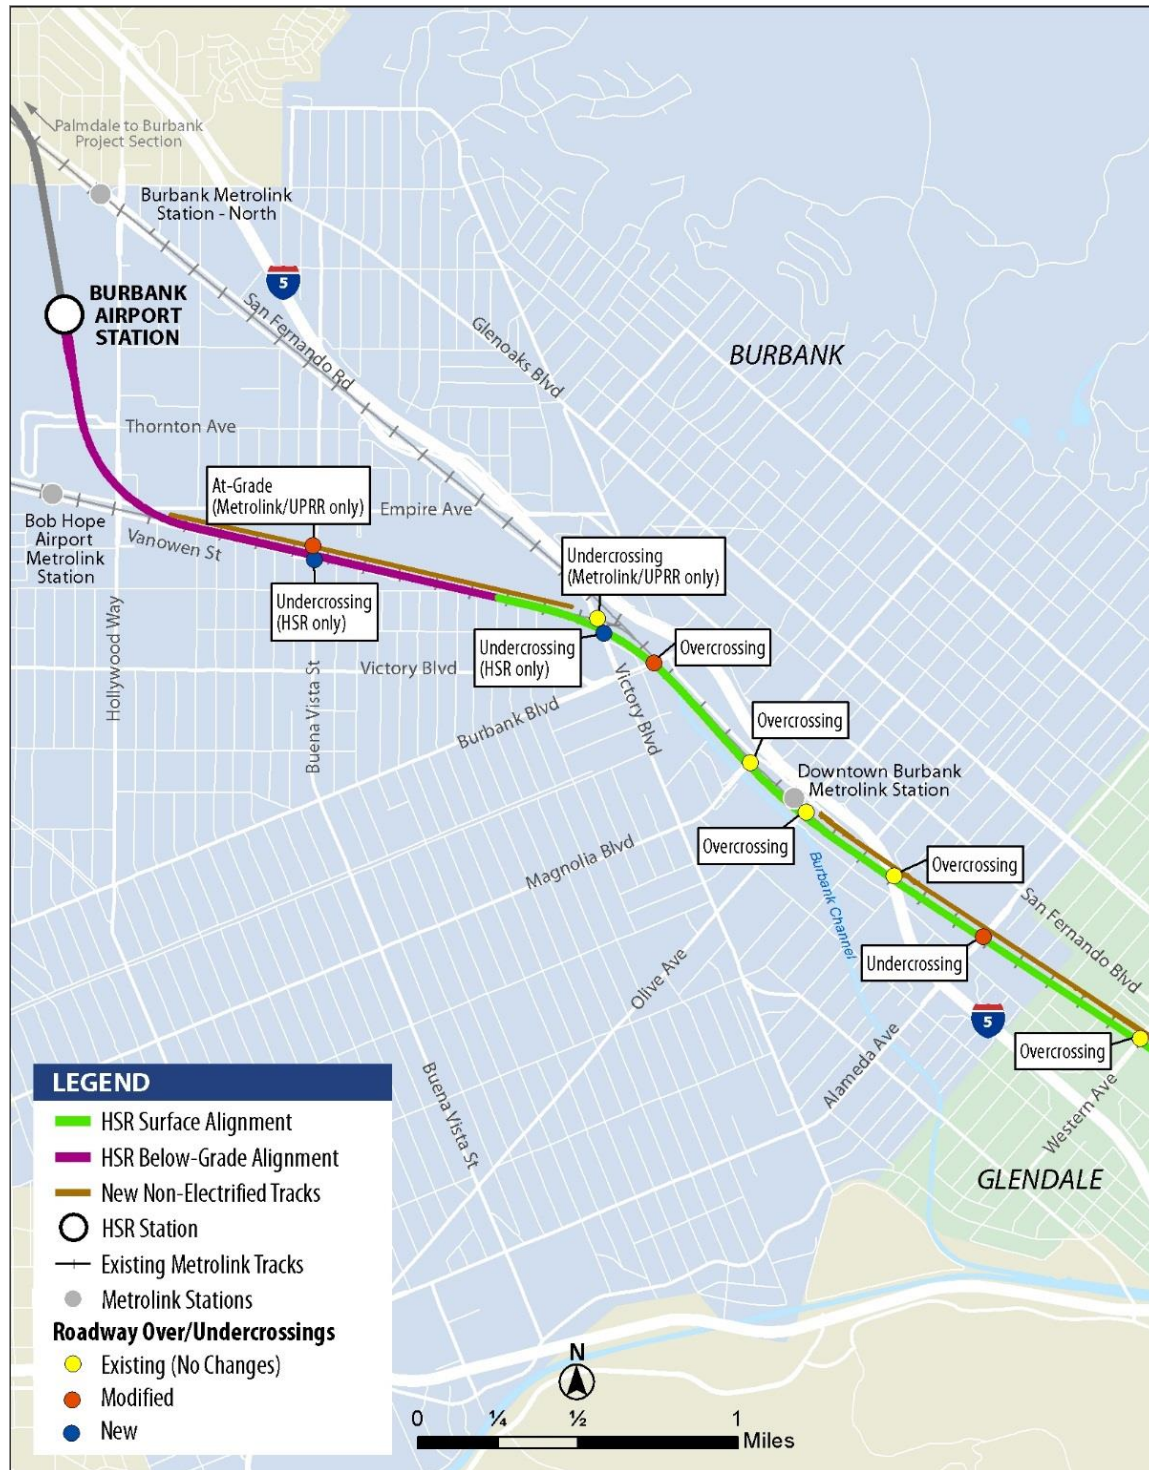 Palmdale to Burbank
Project Section
Burbank Metrolink
Station - North
5
BURBANK
AIRPORT
STATION
San Fernando Rd
Glenoaks Blvd
BURBANK
Thornton Ave
At-Grade
(Metrolink/UPRR only)
Empire Ave
Bob Hope
Airport
Metrolink
Station
Vanowen St
Undercrossing
(Metrolink/UPRR only)
Undercrossing
(HSR only)
Undercrossing
(HSR only)
Overcrossing
Hollywood Way
Buena Vista St
Victory Blvd
Burbank Blvd
Victory Blvd
Overcrossing
Downtown Burbank
Metrolink Station
Overcrossing
Magnolia Blvd
Burbank Channel
Overcrossing
San Fernando Blvd
Olive Ave
Undercrossing
5
Overcrossing
Alameda Ave
Buena Vista St
Western Ave
GLENDALE
LEGEND
HSR Surface Alignment
HSR Below-Grade Alignment
New Non-Electrified Tracks
HSR Station
Existing Metrolink Tracks
Metrolink Stations
Roadway Over/Undercrossings
Existing (No Changes)
Modified
New
N
0 ¼ ½ 1
Miles